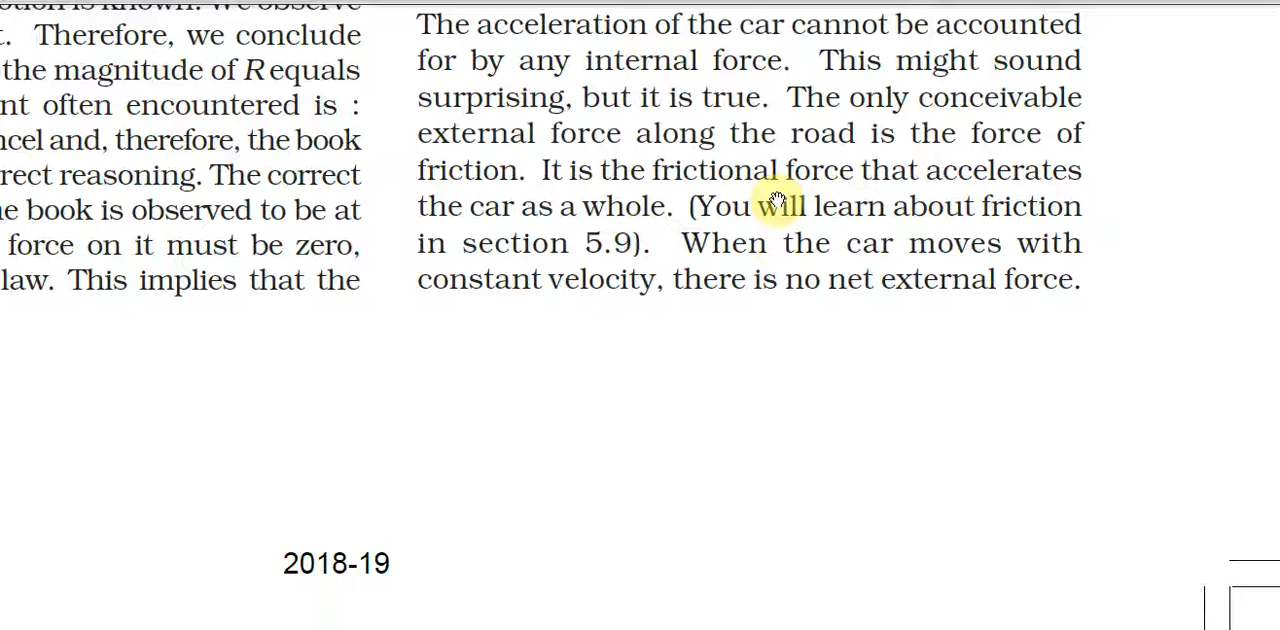 t. Therefore, we conclude
the magnitude of R equals
nt often encountered is :
ncel and, therefore, the book
rect reasoning. The correct
e book is observed to be at
force on it must be zero,
law. This implies that the
The acceleration of the car cannot be accounted
for by any internal force. This might sound
surprising, but it is true. The only conceivable
external force along the road is the force of
friction. It is the frictional force that accelerates
the car as a whole. (You will learn about friction
in section 5.9). When the car moves with
constant velocity, there is no net external force.
2018-19